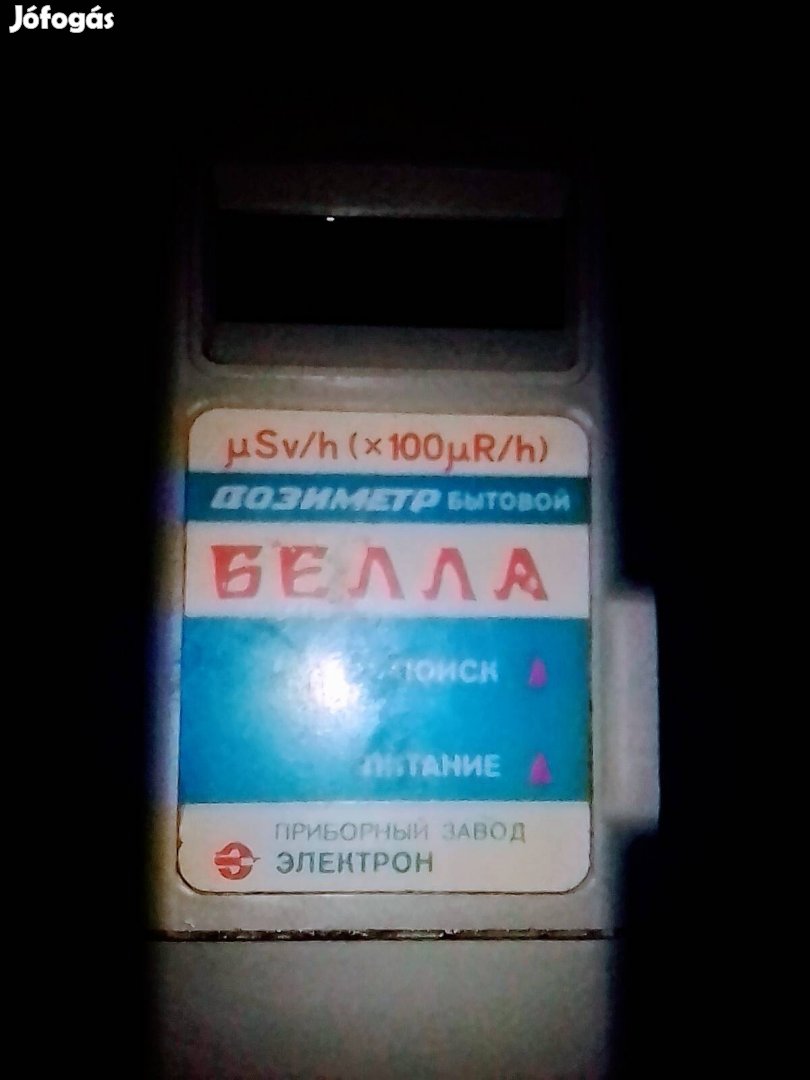 Jófogás
µSv/h (×100µR/h)
ДОЗИМЕТР БЫТОВОЙ
БЕЛЛА
ПОИСК
ПИТАНИЕ
ПРИБОРНЫЙ ЗАВОД
ЭЛЕКТРОН